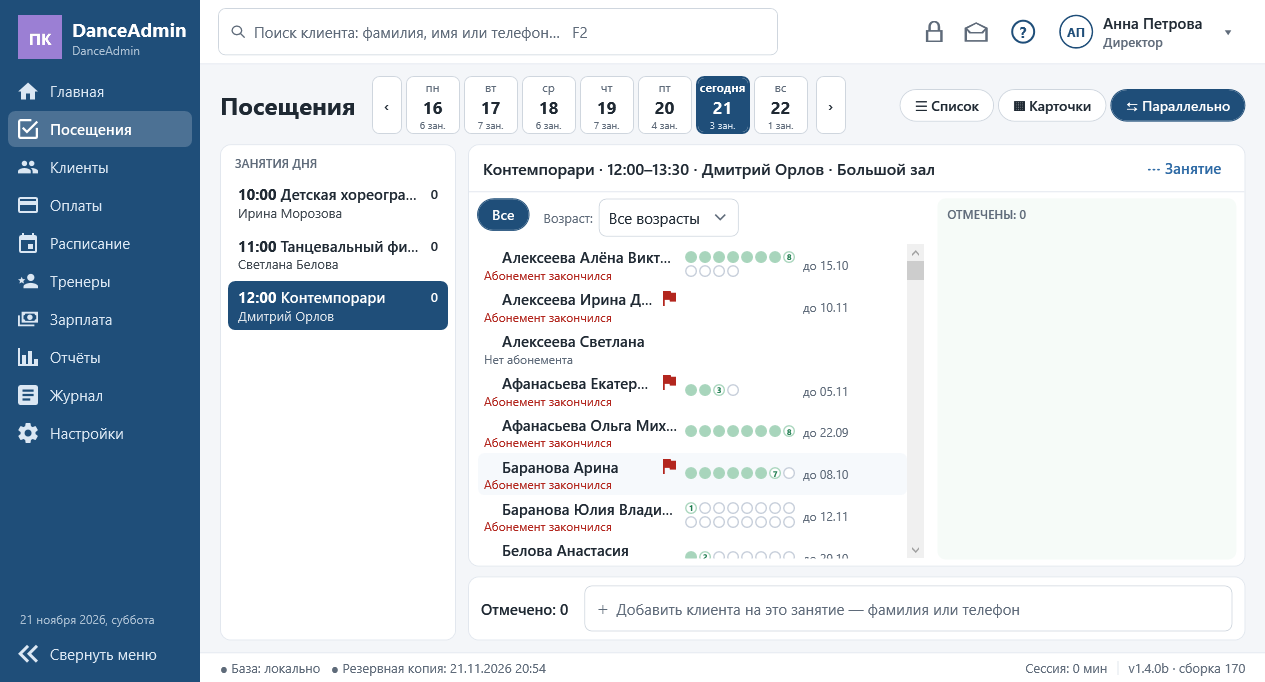 ПК
DanceAdmin
DanceAdmin
Главная
Посещения
Клиенты
Оплаты
Расписание
Тренеры
Зарплата
Отчёты
Журнал
Настройки
21 ноября 2026, суббота
Свернуть меню
Поиск клиента: фамилия, имя или телефон... F2
?
АП
Анна Петрова
Директор
Посещения
‹
пн
16
6 зан.
вт
17
7 зан.
ср
18
6 зан.
чт
19
7 зан.
пт
20
4 зан.
сегодня
21
3 зан.
вс
22
1 зан.
›
Список
Карточки
Параллельно
ЗАНЯТИЯ ДНЯ
10:00 Детская хореогра... 0
Ирина Морозова
11:00 Танцевальный фи... 0
Светлана Белова
12:00 Контемпорари 0
Дмитрий Орлов
Контемпорари · 12:00–13:30 · Дмитрий Орлов · Большой зал
··· Занятие
Все
Возраст:
Все возрасты
Алексеева Алёна Викт... 8 до 15.10
Абонемент закончился
Алексеева Ирина Д... до 10.11
Абонемент закончился
Алексеева Светлана
Нет абонемента
Афанасьева Екатер... 3 до 05.11
Абонемент закончился
Афанасьева Ольга Мих... 8 до 22.09
Абонемент закончился
Баранова Арина 7 до 08.10
Абонемент закончился
Баранова Юлия Влади... 1 до 12.11
Абонемент закончился
Белова Анастасия 2 до 29.10
ОТМЕЧЕНЫ: 0
Отмечено: 0
+ Добавить клиента на это занятие — фамилия или телефон
● База: локально ● Резервная копия: 21.11.2026 20:54
Сессия: 0 мин
v1.4.0b · сборка 170